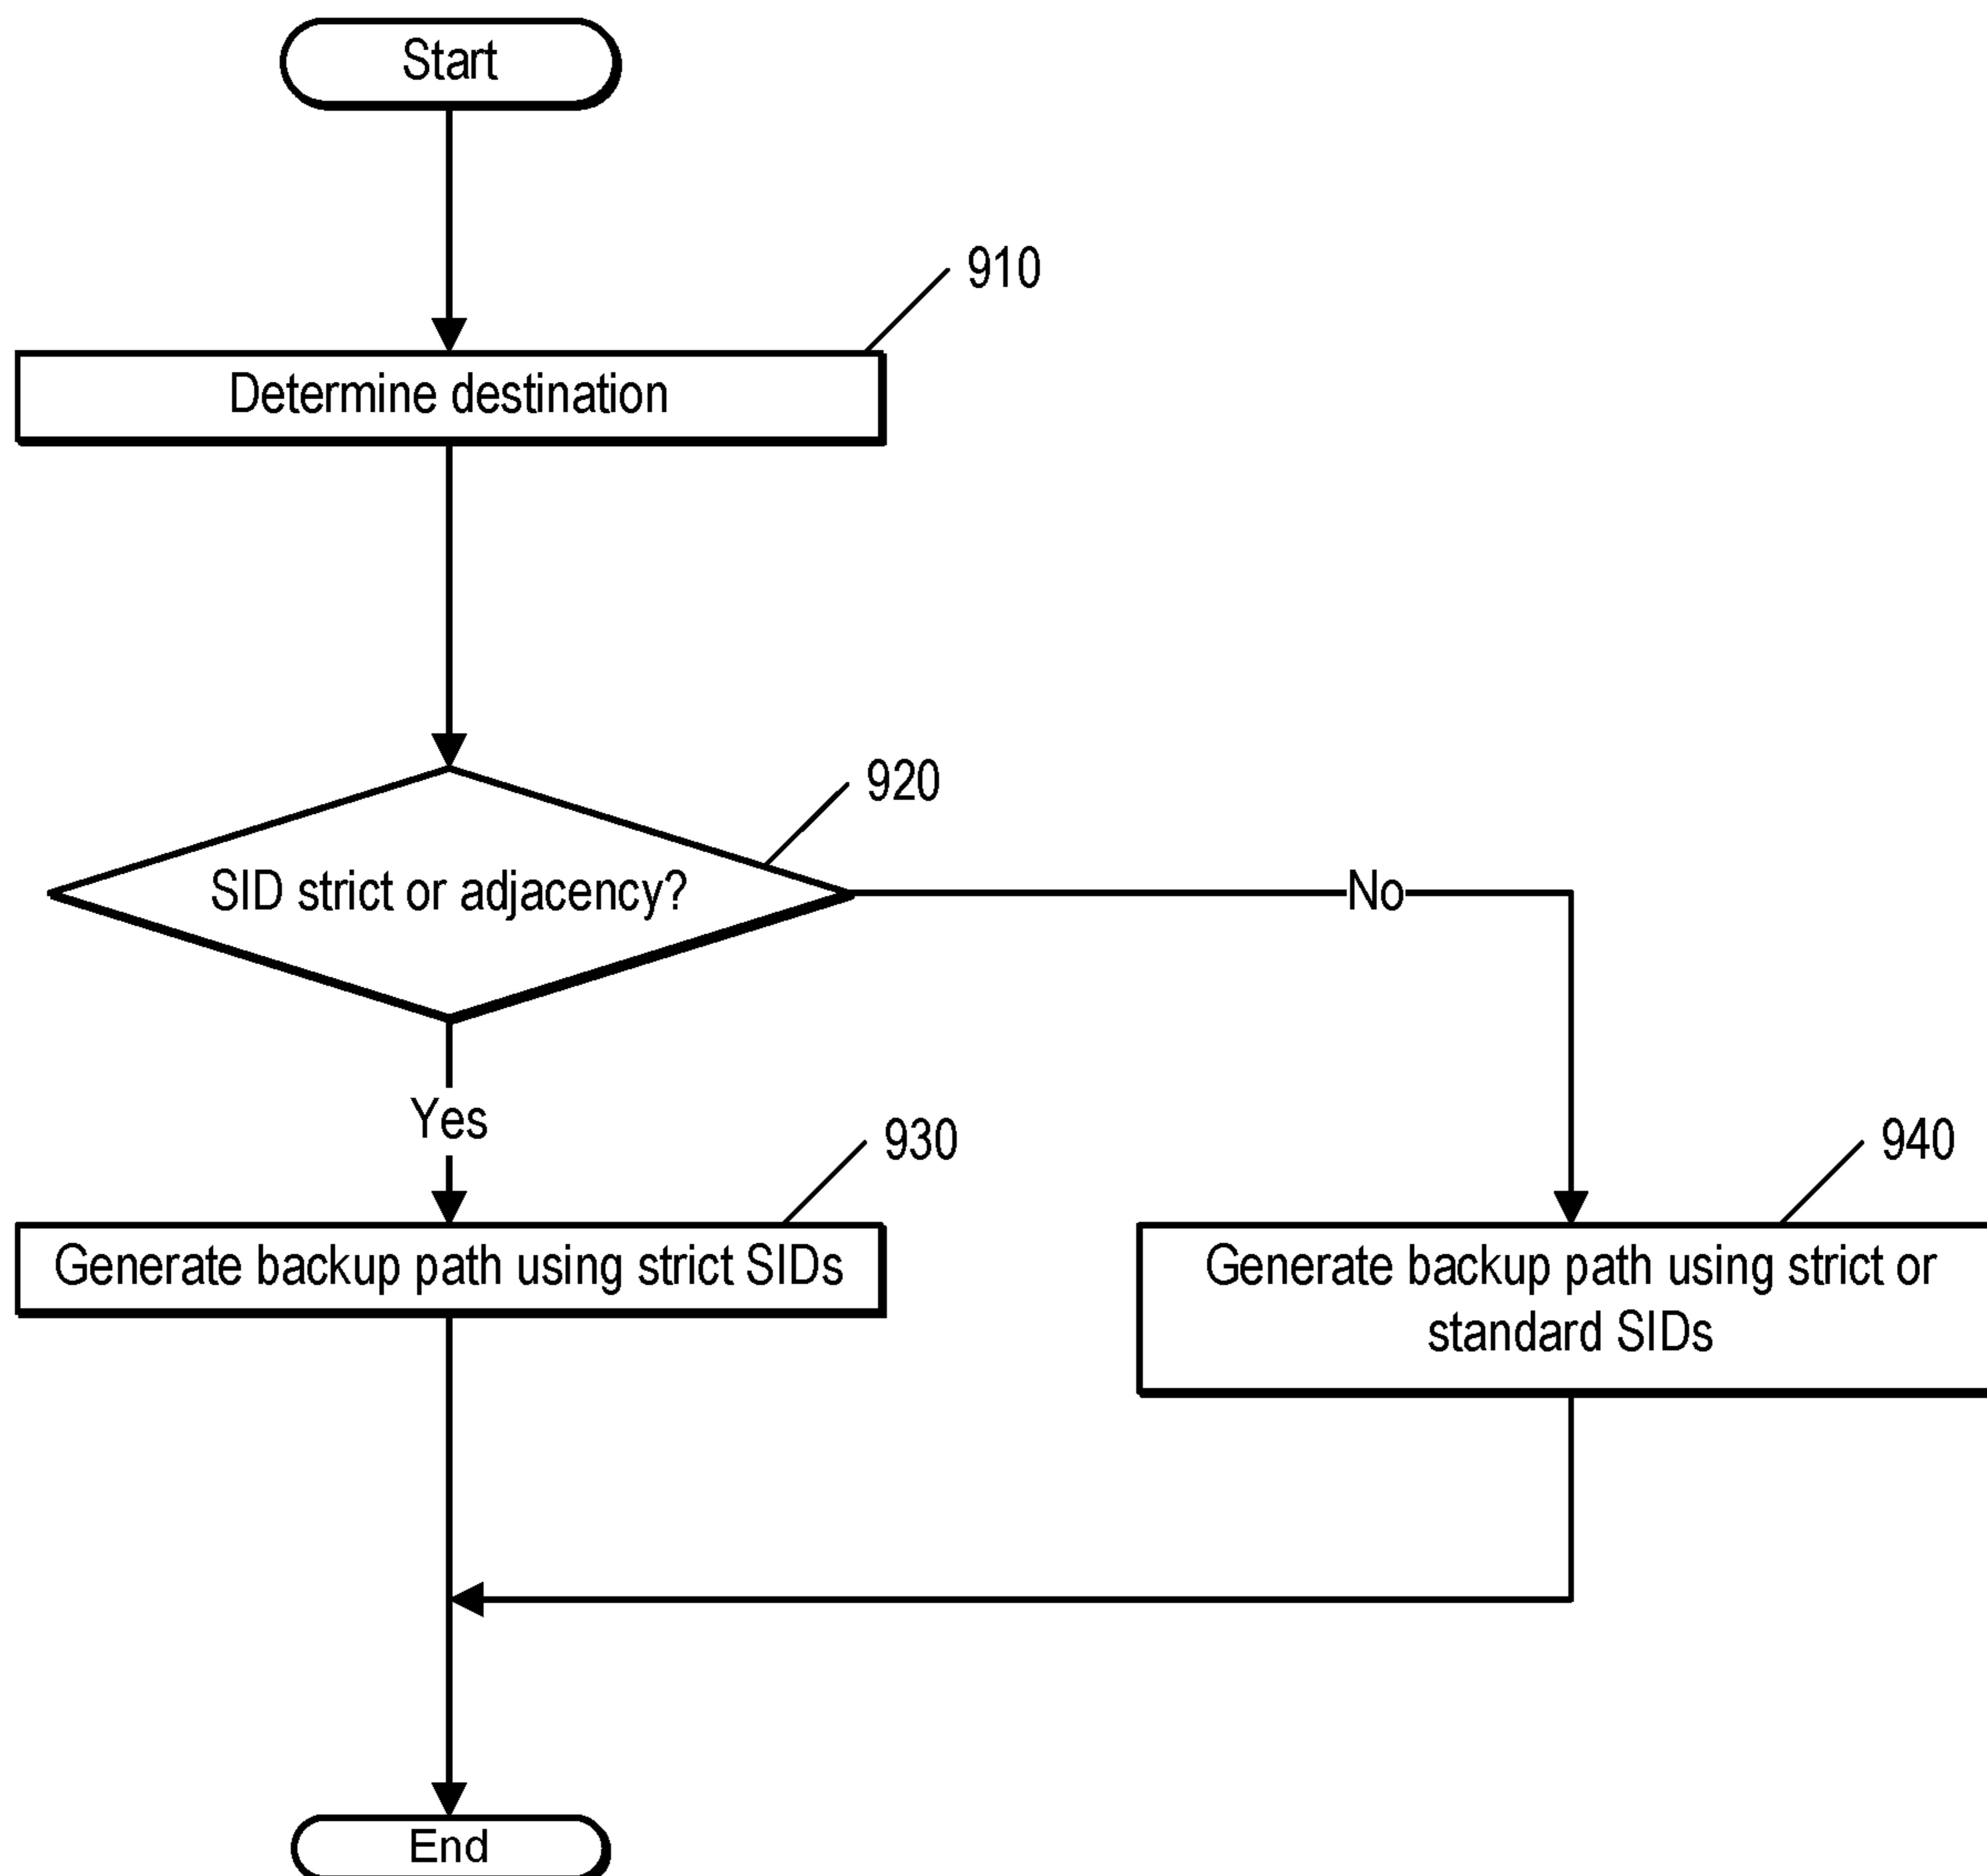 Start
910
Determine destination
920
SID strict or adjacency?
No
Yes
930
940
Generate backup path using strict SIDs
Generate backup path using strict or
standard SIDs
End